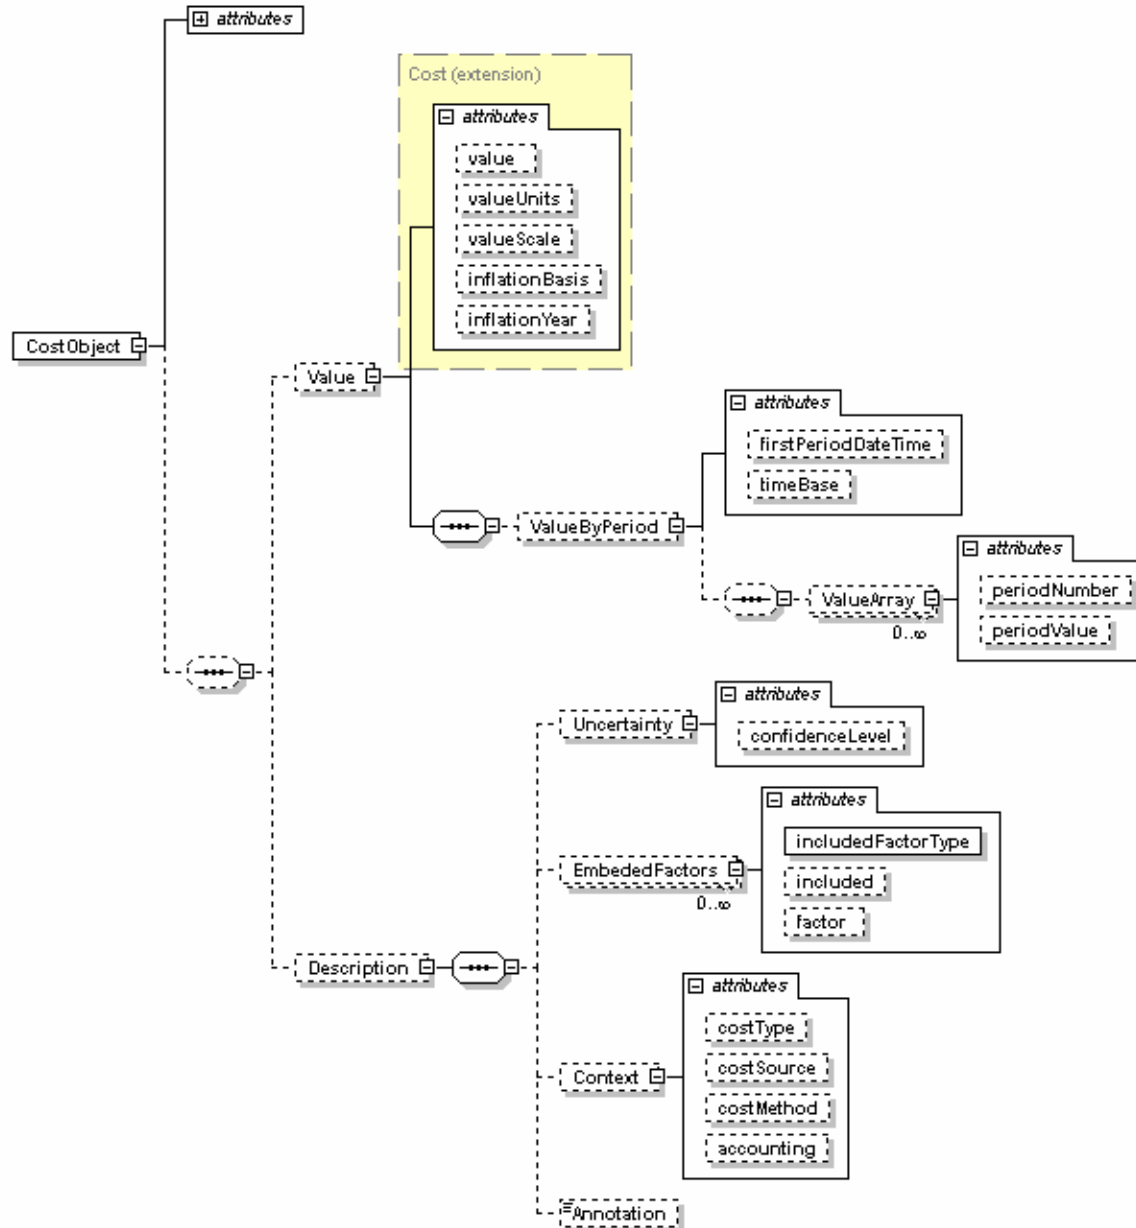 attributes
Cost (extension)
attributes
value
valueUnits
valueScale
inflationBasis
inflationYear
CostObject
Value
attributes
firstPeriodDateTime
timeBase
ValueByPeriod
attributes
periodNumber
periodValue
ValueArray
0..∞
attributes
confidenceLevel
Uncertainty
attributes
includedFactorType
included
factor
EmbededFactors
0..∞
Description
attributes
costType
costSource
costMethod
accounting
Context
Annotation